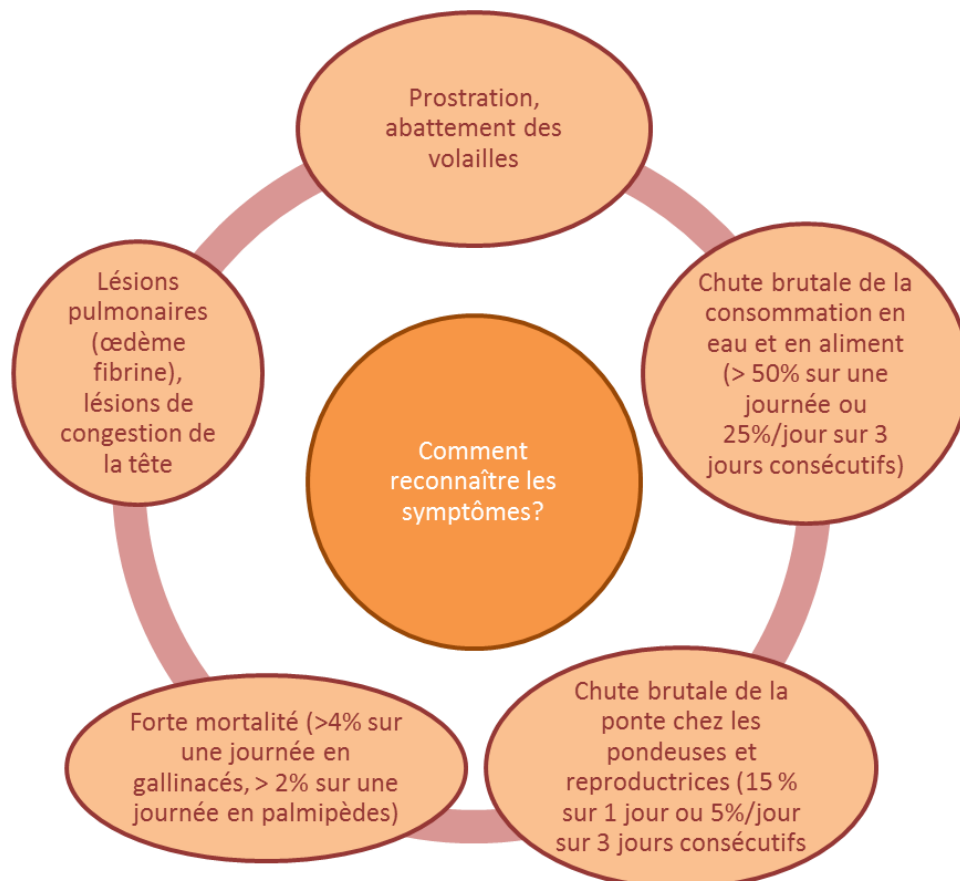 Prostration,
abattement des
volailles
Chute brutale de la
consommation en
eau et en aliment
(> 50% sur une
journée ou
25%/jour sur 3
jours consécutifs)
Chute brutale de la
ponte chez les
pondeuses et
reproductrices (15 %
sur 1 jour ou 5%/jour
sur 3 jours consécutifs
Forte mortalité (>4% sur
une journée en
gallinacés, > 2% sur une
journée en palmipèdes)
Lésions
pulmonaires
(œdème
fibrine),
lésions de
congestion de
la tête
Comment
reconnaître les
symptômes?